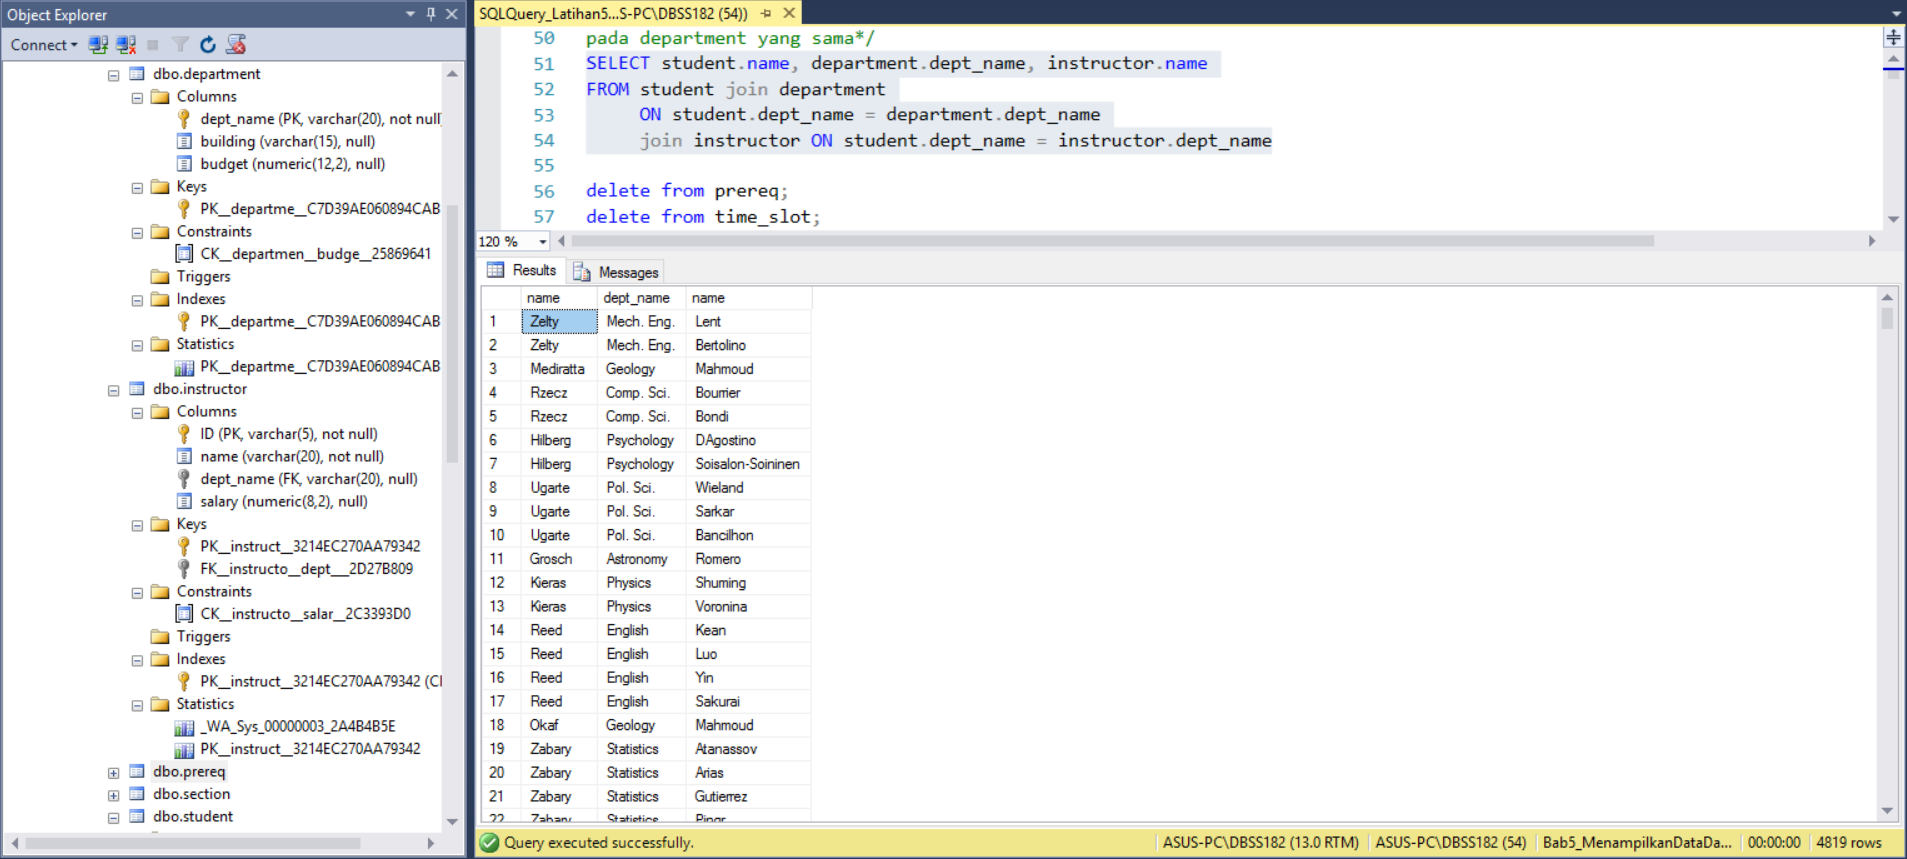 Object Explorer
Connect
dbo.department
Columns
dept_name (PK, varchar(20), not null
building (varchar(15), null)
budget (numeric(12,2), null)
Keys
PK__departme__C7D39AE060894CAB
Constraints
CK__departmen__budge__25869641
Triggers
Indexes
PK__departme__C7D39AE060894CAB
Statistics
PK__departme__C7D39AE060894CAB
dbo.instructor
Columns
ID (PK, varchar(5), not null)
name (varchar(20), not null)
dept_name (FK, varchar(20), null)
salary (numeric(8,2), null)
Keys
PK__instruct__3214EC270AA79342
FK__instructo__dept___2D27B809
Constraints
CK__instructo__salar__2C3393D0
Triggers
Indexes
PK__instruct__3214EC270AA79342 (Cl
Statistics
_WA_Sys_00000003_2A4B4B5E
PK__instruct__3214EC270AA79342
dbo.prereq
dbo.section
dbo.student
SQLQuery_Latihan5...S-PC\DBSS182 (54))
50 pada department yang sama*/
51 SELECT student.name, department.dept_name, instructor.name
52 FROM student join department
53 ON student.dept_name = department.dept_name
54 join instructor ON student.dept_name = instructor.dept_name
55
56 delete from prereq;
57 delete from time_slot;
120 %
Results Messages
name dept_name name
1 Zelty Mech. Eng. Lent
2 Zelty Mech. Eng. Bertolino
3 Mediratta Geology Mahmoud
4 Rzecz Comp. Sci. Bourrier
5 Rzecz Comp. Sci. Bondi
6 Hilberg Psychology DAgostino
7 Hilberg Psychology Soisalon-Soininen
8 Ugarte Pol. Sci. Wieland
9 Ugarte Pol. Sci. Sarkar
10 Ugarte Pol. Sci. Bancilhon
11 Grosch Astronomy Romero
12 Kieras Physics Shuming
13 Kieras Physics Voronina
14 Reed English Kean
15 Reed English Luo
16 Reed English Yin
17 Reed English Sakurai
18 Okaf Geology Mahmoud
19 Zabary Statistics Atanassov
20 Zabary Statistics Arias
21 Zabary Statistics Gutierrez
22 Zabary Statistics Pingr
Query executed successfully.
ASUS-PC\DBSS182 (13.0 RTM) ASUS-PC\DBSS182 (54) Bab5_MenampilkanDataDa... 00:00:00 4819 rows